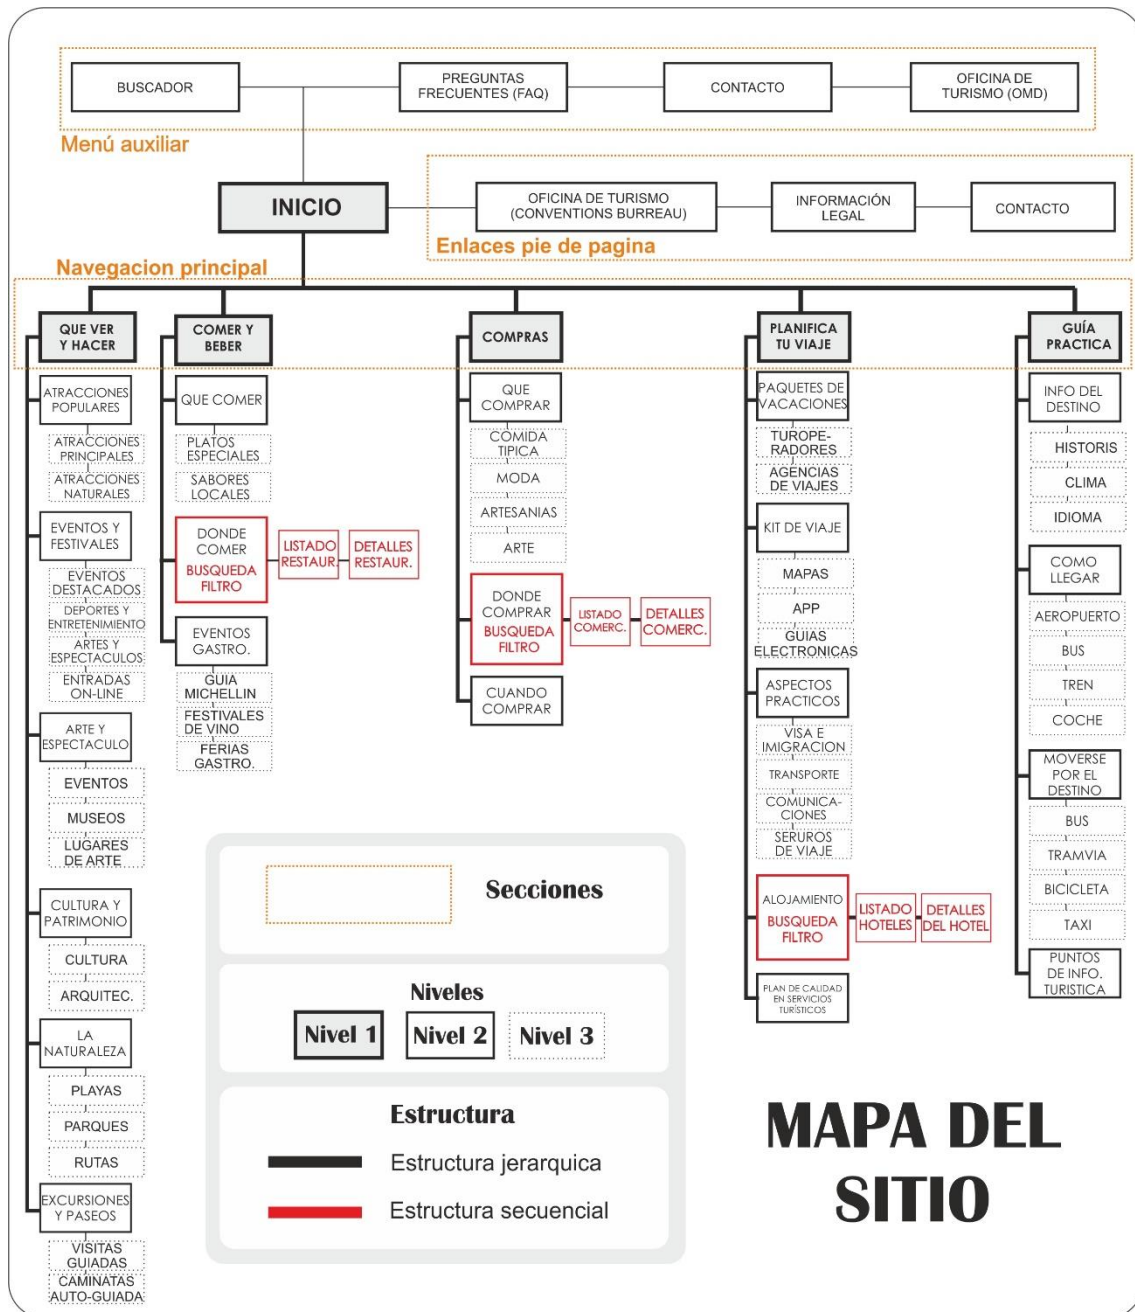 BUSCADOR
PREGUNTAS
FRECUENTES (FAQ)
CONTACTO
OFICINA DE
TURISMO (OMD)
Menú auxiliar
INICIO
OFICINA DE TURISMO
(CONVENTIONS BURREAU)
INFORMACIÓN
LEGAL
CONTACTO
Enlaces pie de pagina
Navegacion principal
QUE VER
Y HACER
ATRACCIONES
POPULARES
ATRACCIONES
PRINCIPALES
ATRACCIONES
NATURALES
EVENTOS Y
FESTIVALES
EVENTOS
DESTACADOS
DEPORTES Y
ENTRETENIMIENTO
ARTES Y
ESPECTACULOS
ENTRADAS
ON-LINE
ARTE Y
ESPECTACULO
EVENTOS
MUSEOS
LUGARES
DE ARTE
CULTURA Y
PATRIMONIO
CULTURA
ARQUITEC.
LA
NATURALEZA
PLAYAS
PARQUES
RUTAS
EXCURSIONES
Y PASEOS
VISITAS
GUIADAS
CAMINATAS
AUTO-GUIADA
COMER Y
BEBER
QUE COMER
PLATOS
ESPECIALES
SABORES
LOCALES
DONDE
COMER
BUSQUEDA
FILTRO
LISTADO
RESTAUR.
DETALLES
RESTAUR.
EVENTOS
GASTRO.
GUIA
MICHELLIN
FESTIVALES
DE VINO
FERIAS
GASTRO.
COMPRAS
QUE
COMPRAR
COMIDA
TIPICA
MODA
ARTESANIAS
ARTE
DONDE
COMPRAR
BUSQUEDA
FILTRO
LISTADO
COMERC.
DETALLES
COMERC.
CUANDO
COMPRAR
PLANIFICA
TU VIAJE
PAQUETES DE
VACACIONES
TUROPE-
RADORES
AGENCIAS
DE VIAJES
KIT DE VIAJE
MAPAS
APP
GUIAS
ELECTRONICAS
ASPECTOS
PRACTICOS
VISA E
IMIGRACION
TRANSPORTE
COMUNICA-
CIONES
SERUROS
DE VIAJE
ALOJAMIENTO
BUSQUEDA
FILTRO
LISTADO
HOTELES
DETALLES
DEL HOTEL
PLAN DE CALIDAD
EN SERVICIOS
TURÍSTICOS
GUÍA
PRACTICA
INFO DEL
DESTINO
HISTORIS
CLIMA
IDIOMA
COMO
LLEGAR
AEROPUERTO
BUS
TREN
COCHE
MOVERSE
POR EL
DESTINO
BUS
TRAMVIA
BICICLETA
TAXI
PUNTOS
DE INFO.
TURISTICA
Secciones
Niveles
Nivel 1
Nivel 2
Nivel 3
Estructura
Estructura jerarquica
Estructura secuencial
MAPA DEL
SITIO